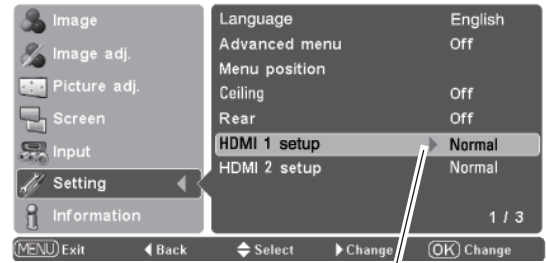 Image
Image adj.
Picture adj.
Screen
Input
Setting
Information
Language English
Advanced menu Off
Menu position
Ceiling Off
Rear Off
HDMI 1 setup Normal
HDMI 2 setup Normal
1 / 3
MENU Exit Back Select Change OK Change